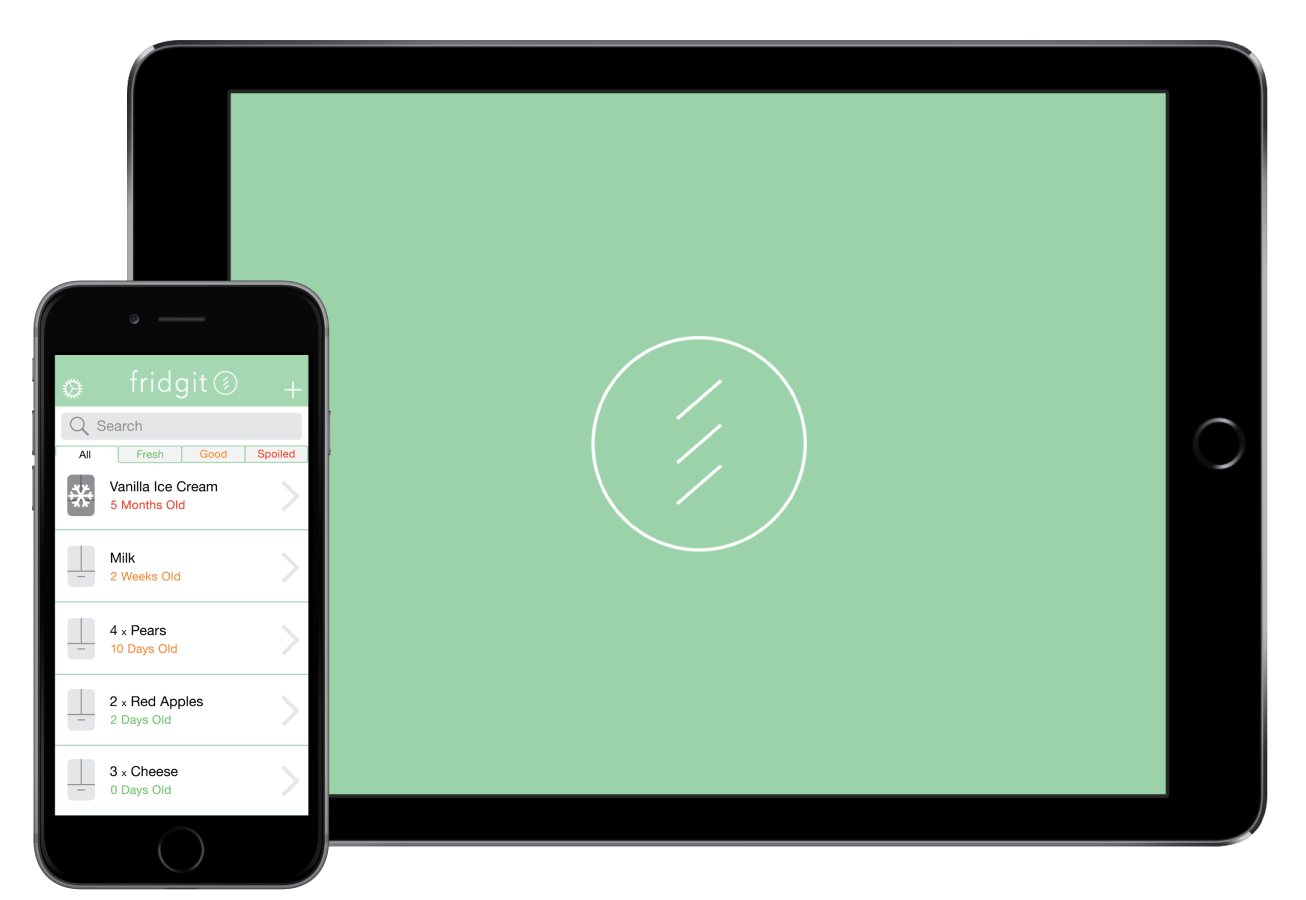 fridgit
Search
All Fresh Good Spoiled
Vanilla Ice Cream
5 Months Old
Milk
2 Weeks Old
4 x Pears
10 Days Old
2 x Red Apples
2 Days Old
3 x Cheese
0 Days Old